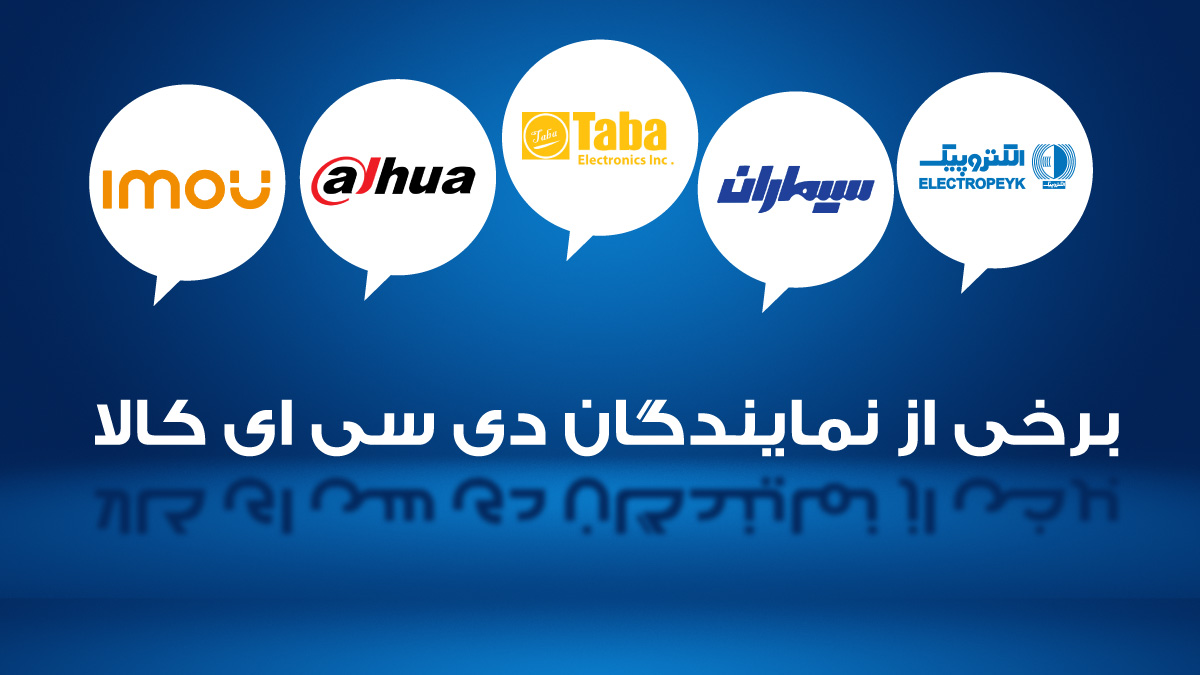 imou
alhua
Taba
Taba
Electronics Inc.
سیماران
الکتروپیک
ELECTROPEYK
برخی از نمایندگان دی سی ای کالا